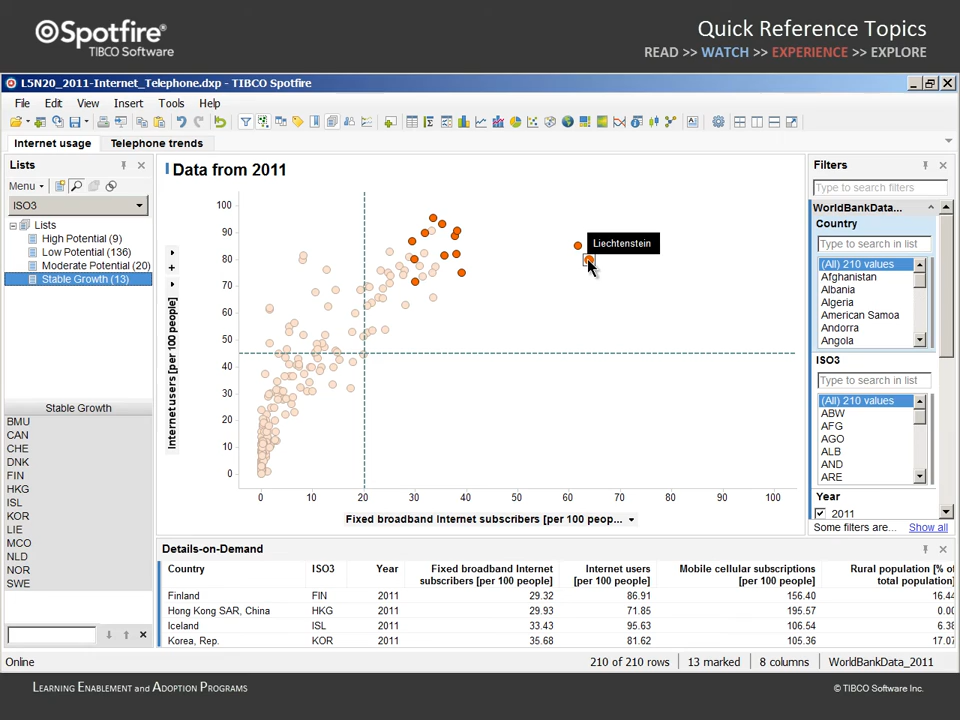 Spotfire®
TIBCO Software
Quick Reference Topics
READ >> WATCH >> EXPERIENCE >> EXPLORE
L5N20_2011-Internet_Telephone.dxp - TIBCO Spotfire
File Edit View Insert Tools Help
Internet usage Telephone trends
Lists
Menu
ISO3
Lists
High Potential (9)
Low Potential (136)
Moderate Potential (20)
Stable Growth (13)
Stable Growth
BMU
CAN
CHE
DNK
FIN
HKG
ISL
KOR
LIE
MCO
NLD
NOR
SWE
Data from 2011
Internet users [per 100 people]
100
90
80
70
60
50
40
30
20
10
0
Liechtenstein
0 10 20 30 40 50 60 70 80 90 100
Fixed broadband Internet subscribers [per 100 peop...
Filters
Type to search filters
WorldBankData...
Country
Type to search in list
(All) 210 values
Afghanistan
Albania
Algeria
American Samoa
Andorra
Angola
ISO3
Type to search in list
(All) 210 values
ABW
AFG
AGO
ALB
AND
ARE
Year
2011
Some filters are... Show all
Details-on-Demand
Country ISO3 Year Fixed broadband Internet subscribers [per 100 people] Internet users [per 100 people] Mobile cellular subscriptions [per 100 people] Rural population [% of total population]
Finland FIN 2011 29.32 86.91 156.40 16.44
Hong Kong SAR, China HKG 2011 29.93 71.85 195.57 0.00
Iceland ISL 2011 33.43 95.63 106.54 6.38
Korea, Rep. KOR 2011 35.68 81.62 105.36 17.07
Online 210 of 210 rows 13 marked 8 columns WorldBankData_2011
LEARNING ENABLEMENT AND ADOPTION PROGRAMS
© TIBCO Software Inc.